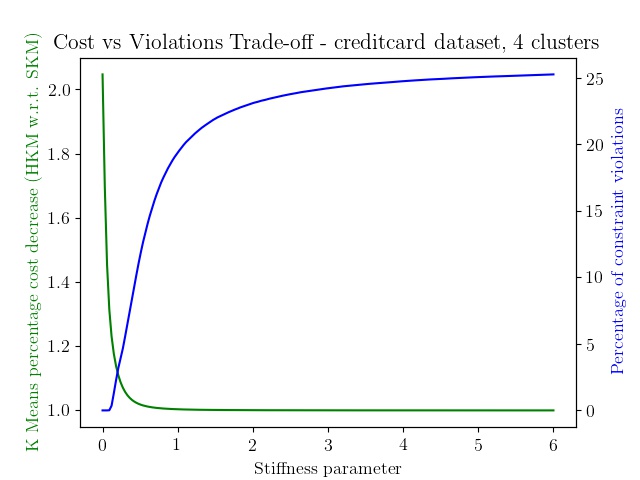 Cost vs Violations Trade-off - creditcard dataset, 4 clusters
K Means percentage cost decrease (HKM w.r.t. SKM)
2.0
1.8
1.6
1.4
1.2
1.0
25
20
15
10
5
0
Percentage of constraint violations
0 1 2 3 4 5 6
Stiffness parameter